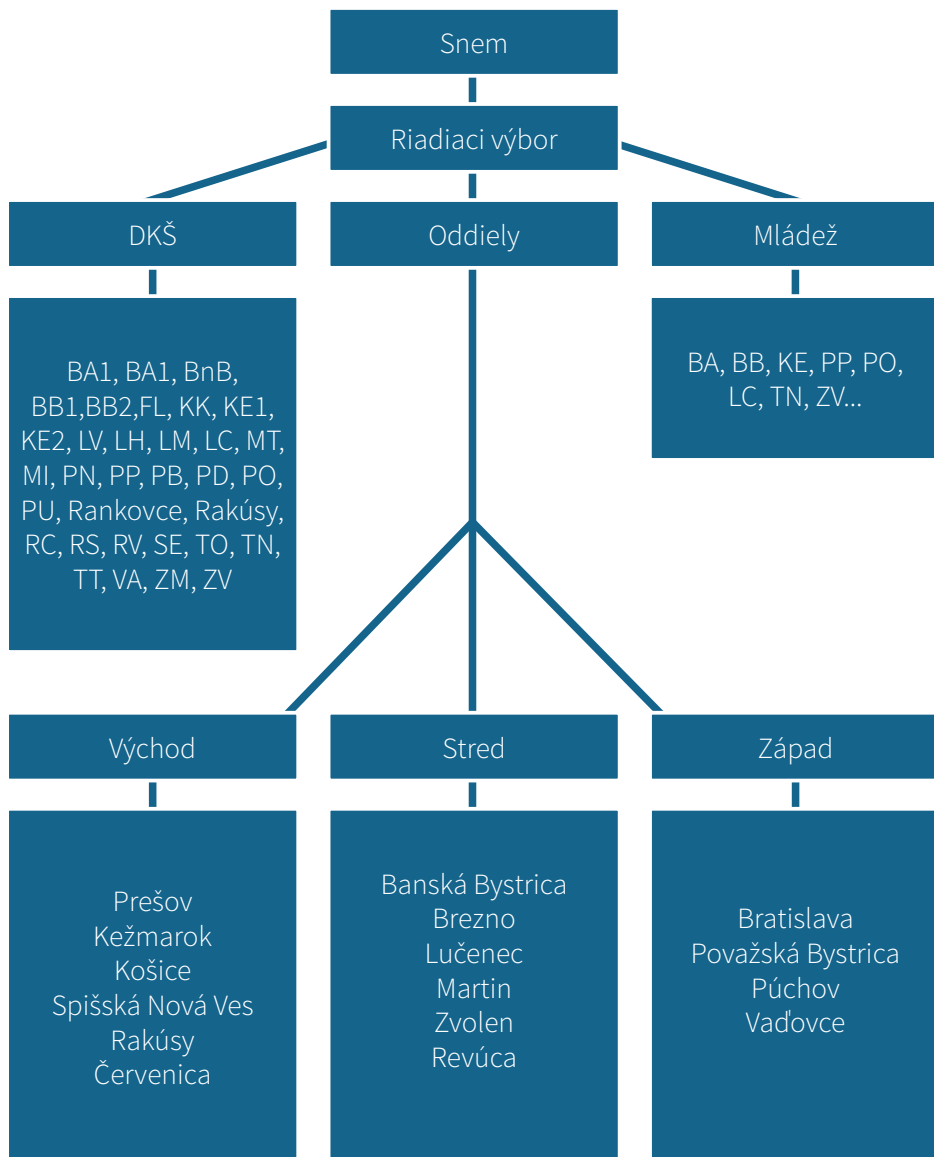 Snem
Riadiaci výbor
DKŠ
Oddiely
Mládež
BA1, BA1, BnB,
BB1,BB2,FL, KK, KE1,
KE2, LV, LH, LM, LC, MT,
MI, PN, PP, PB, PD, PO,
PU, Rankovce, Rakúsy,
RC, RS, RV, SE, TO, TN,
TT, VA, ZM, ZV
BA, BB, KE, PP, PO,
LC, TN, ZV...
Východ
Stred
Západ
Prešov
Kežmarok
Košice
Spišská Nová Ves
Rakúsy
Červenica
Banská Bystrica
Brezno
Lučenec
Martin
Zvolen
Revúca
Bratislava
Považská Bystrica
Púchov
Vaďovce